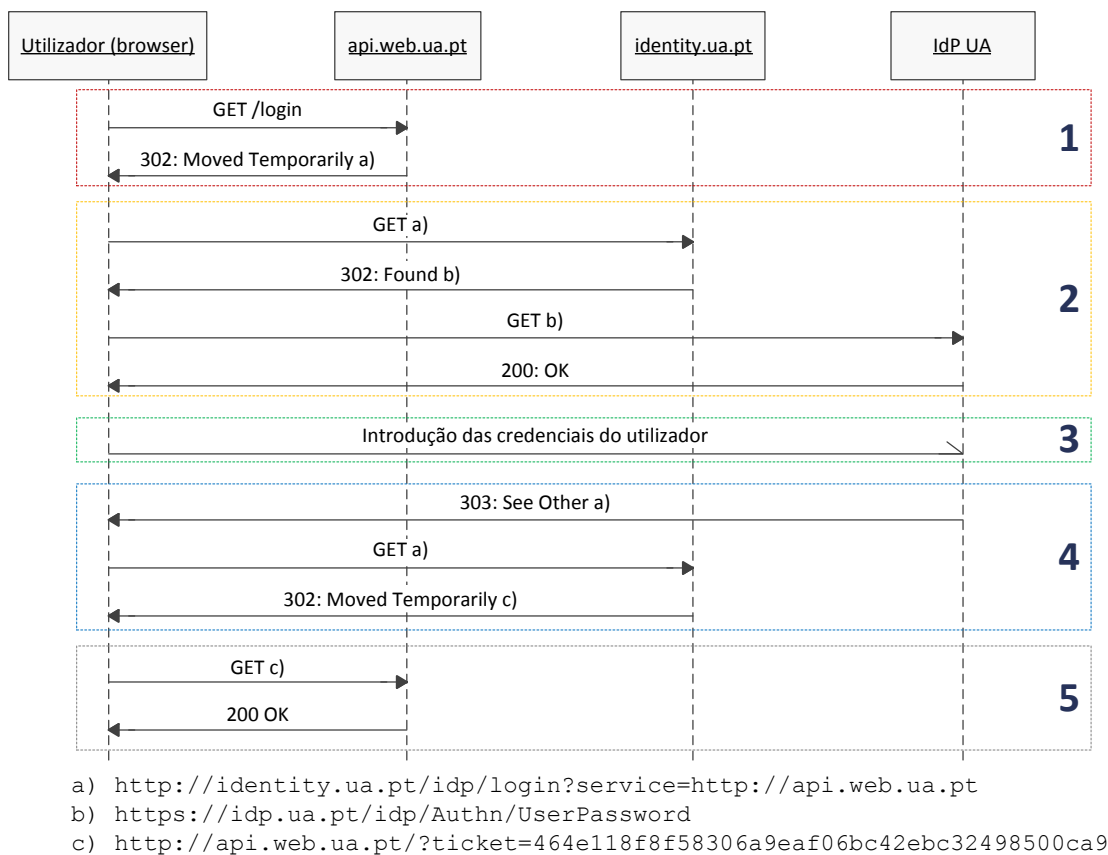 Utilizador (browser)
api.web.ua.pt
identity.ua.pt
IdP UA
GET /login
302: Moved Temporarily a)
1
GET a)
302: Found b)
GET b)
200: OK
2
Introdução das credenciais do utilizador
3
303: See Other a)
GET a)
302: Moved Temporarily c)
4
GET c)
200 OK
5
a) http://identity.ua.pt/idp/login?service=http://api.web.ua.pt
b) https://idp.ua.pt/idp/Authn/UserPassword
c) http://api.web.ua.pt/?ticket=464e118f8f58306a9eaf06bc42ebc32498500ca9